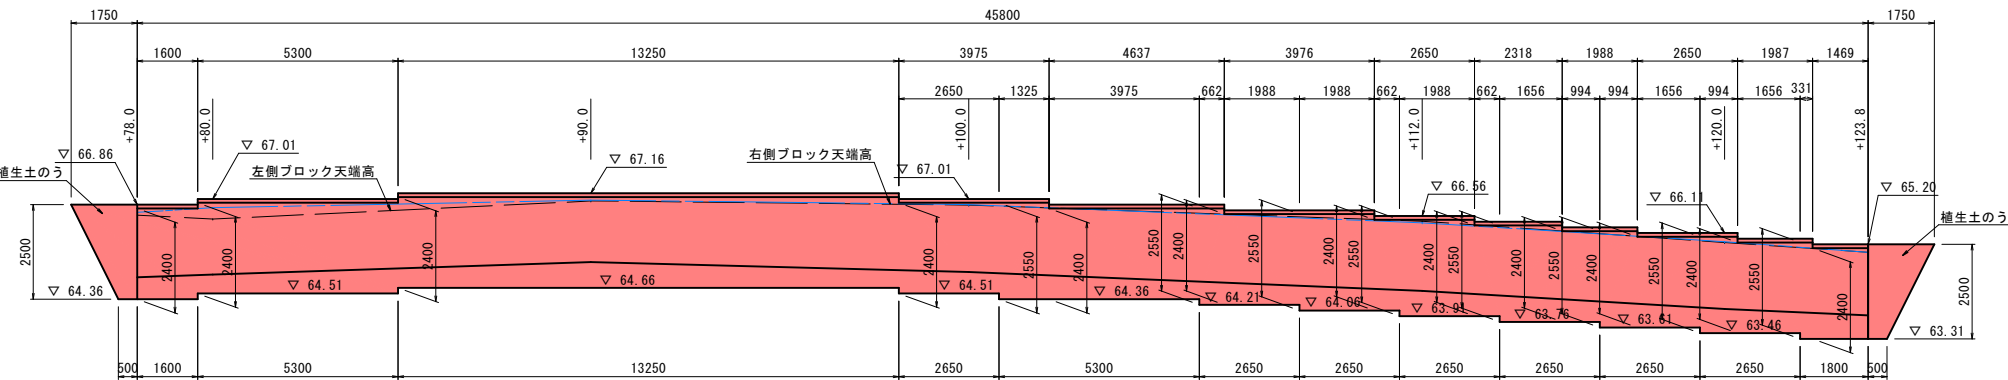 1750 45800 1750
1600 5300 13250 3975 4637 3976 2650 2318 1988 2650 1987 1469
2650 1325 3975 662 1988 1988 662 1988 662 1656 994 994 1656 994 1656 331
+78.0 +80.0 +90.0 +100.0 +112.0 +120.0 +123.8
▽ 66.86 ▽ 67.01 ▽ 67.16 ▽ 67.01 ▽ 66.56 ▽ 66.11 ▽ 65.20
植生土のう 左側ブロック天端高 右側ブロック天端高 植生土のう
2500 2400 2400 2400 2400 2550 2400 2550 2400 2550 2400 2550 2400 2550 2400 2550 2400 2550 2400 2550 2400 2500
▽ 64.36 ▽ 64.51 ▽ 64.66 ▽ 64.51 ▽ 64.36 ▽ 64.21 ▽ 64.06 ▽ 63.91 ▽ 63.76 ▽ 63.61 ▽ 63.46 ▽ 63.31
500 1600 5300 13250 2650 5300 2650 2650 2650 2650 2650 2650 1800 500